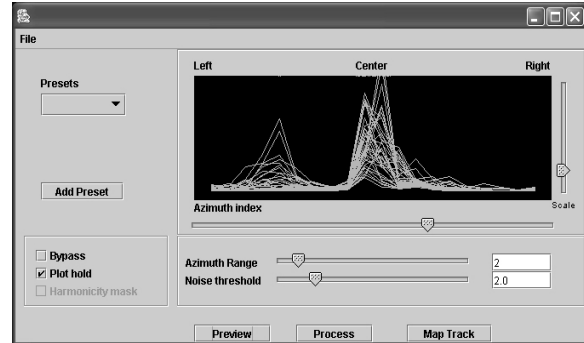 File
Left Center Right
Presets
Add Preset
Scale
Azimuth index
Bypass
Plot hold
Harmonicity mask
Azimuth Range 2
Noise threshold 2.0
Preview Process Map Track